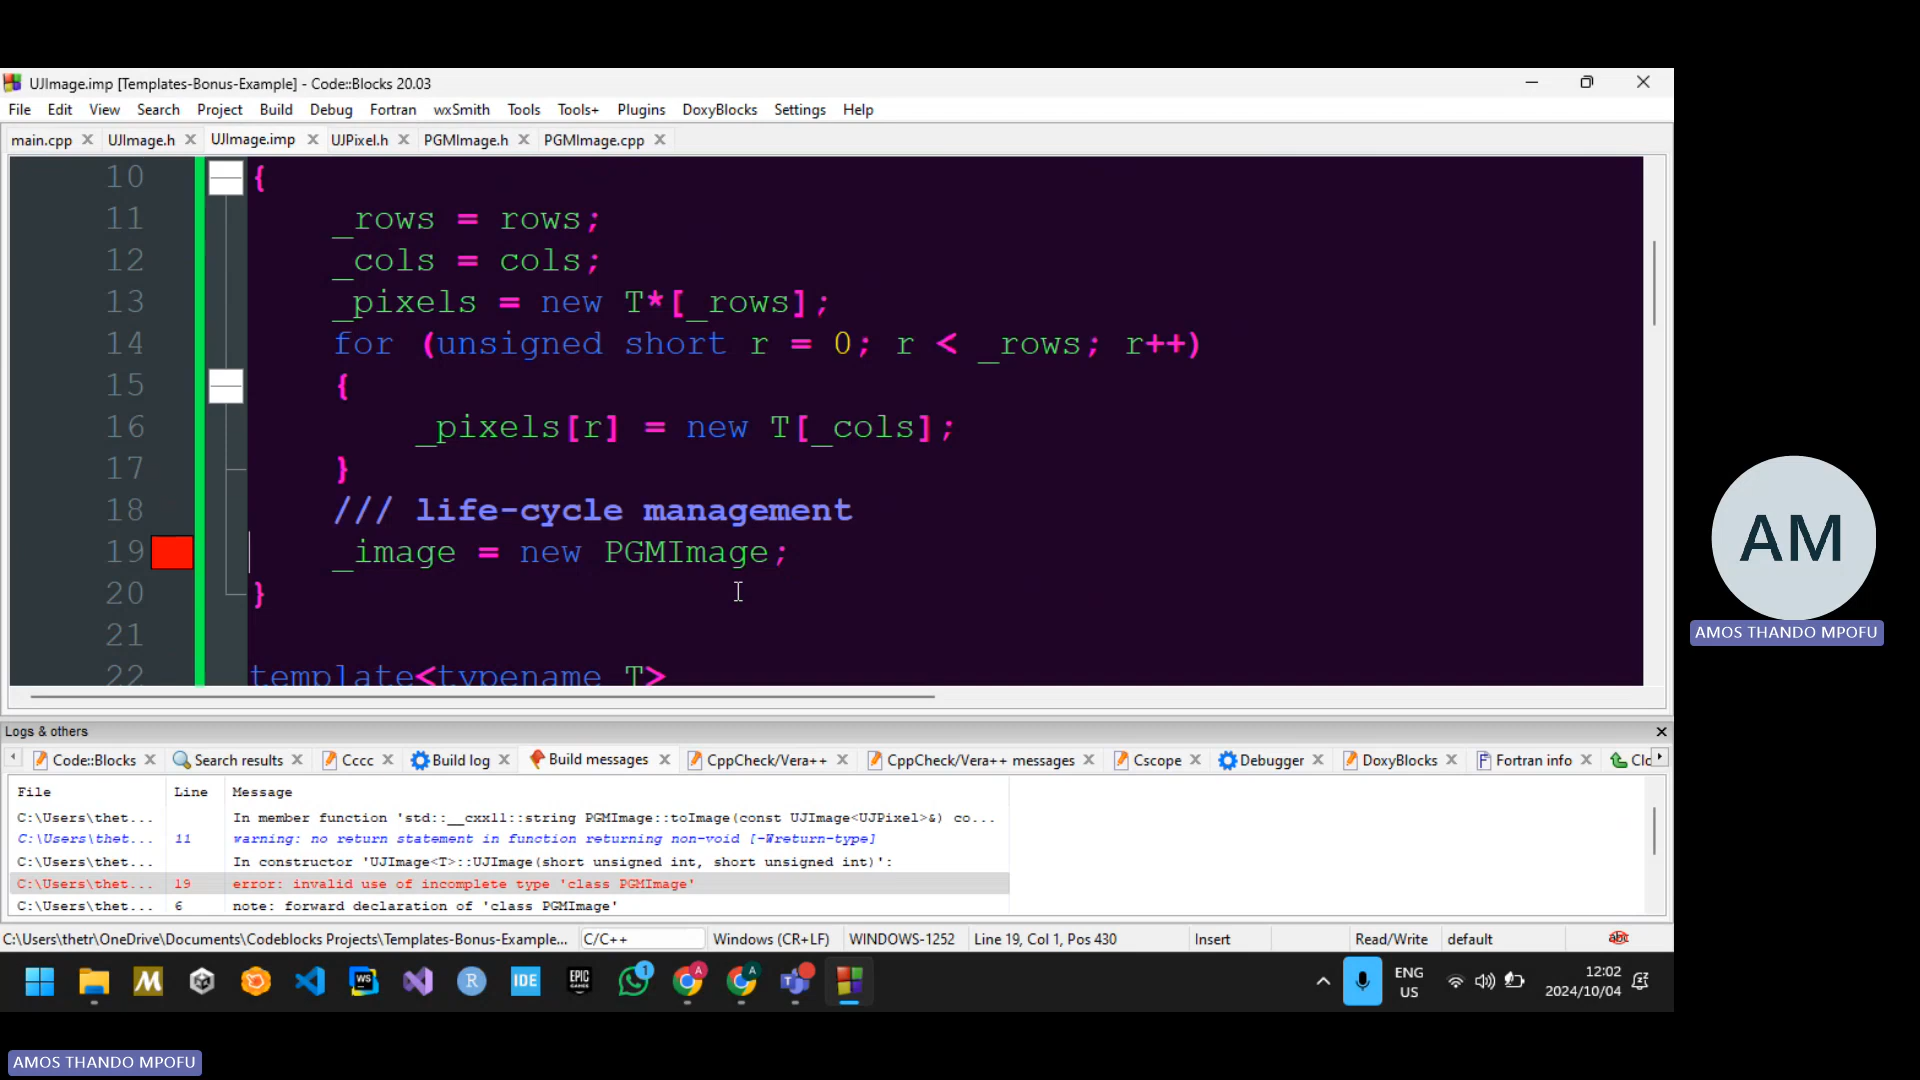 UJImage.imp [Templates-Bonus-Example] - Code::Blocks 20.03
File Edit View Search Project Build Debug Fortran wxSmith Tools Tools+ Plugins DoxyBlocks Settings Help
main.cpp UJImage.h UJImage.imp UJPixel.h PGMImage.h PGMImage.cpp
10 {
11 _rows = rows;
12 _cols = cols;
13 _pixels = new T*[_rows];
14 for (unsigned short r = 0; r < _rows; r++)
15 {
16 _pixels[r] = new T[_cols];
17 }
18 /// life-cycle management
19 _image = new PGMImage;
20 }
21
22 template<typename T>
AM
AMOS THANDO MPOFU
Logs & others
Code::Blocks Search results Cccc Build log Build messages CppCheck/Vera++ CppCheck/Vera++ messages Cscope Debugger DoxyBlocks Fortran info Clo
File Line Message
C:\Users\thet... In member function 'std::__cxx11::string PGMImage::toImage(const UJImage<UJPixel>&) co...
C:\Users\thet... 11 warning: no return statement in function returning non-void [-Wreturn-type]
C:\Users\thet... In constructor 'UJImage<T>::UJImage(short unsigned int, short unsigned int)':
C:\Users\thet... 19 error: invalid use of incomplete type 'class PGMImage'
C:\Users\thet... 6 note: forward declaration of 'class PGMImage'
C:\Users\thetr\OneDrive\Documents\Codeblocks Projects\Templates-Bonus-Example... C/C++ Windows (CR+LF) WINDOWS-1252 Line 19, Col 1, Pos 430 Insert Read/Write default abc
M WS R IDE EPIC GAMES 1 A A ENG US 12:02 2024/10/04
AMOS THANDO MPOFU